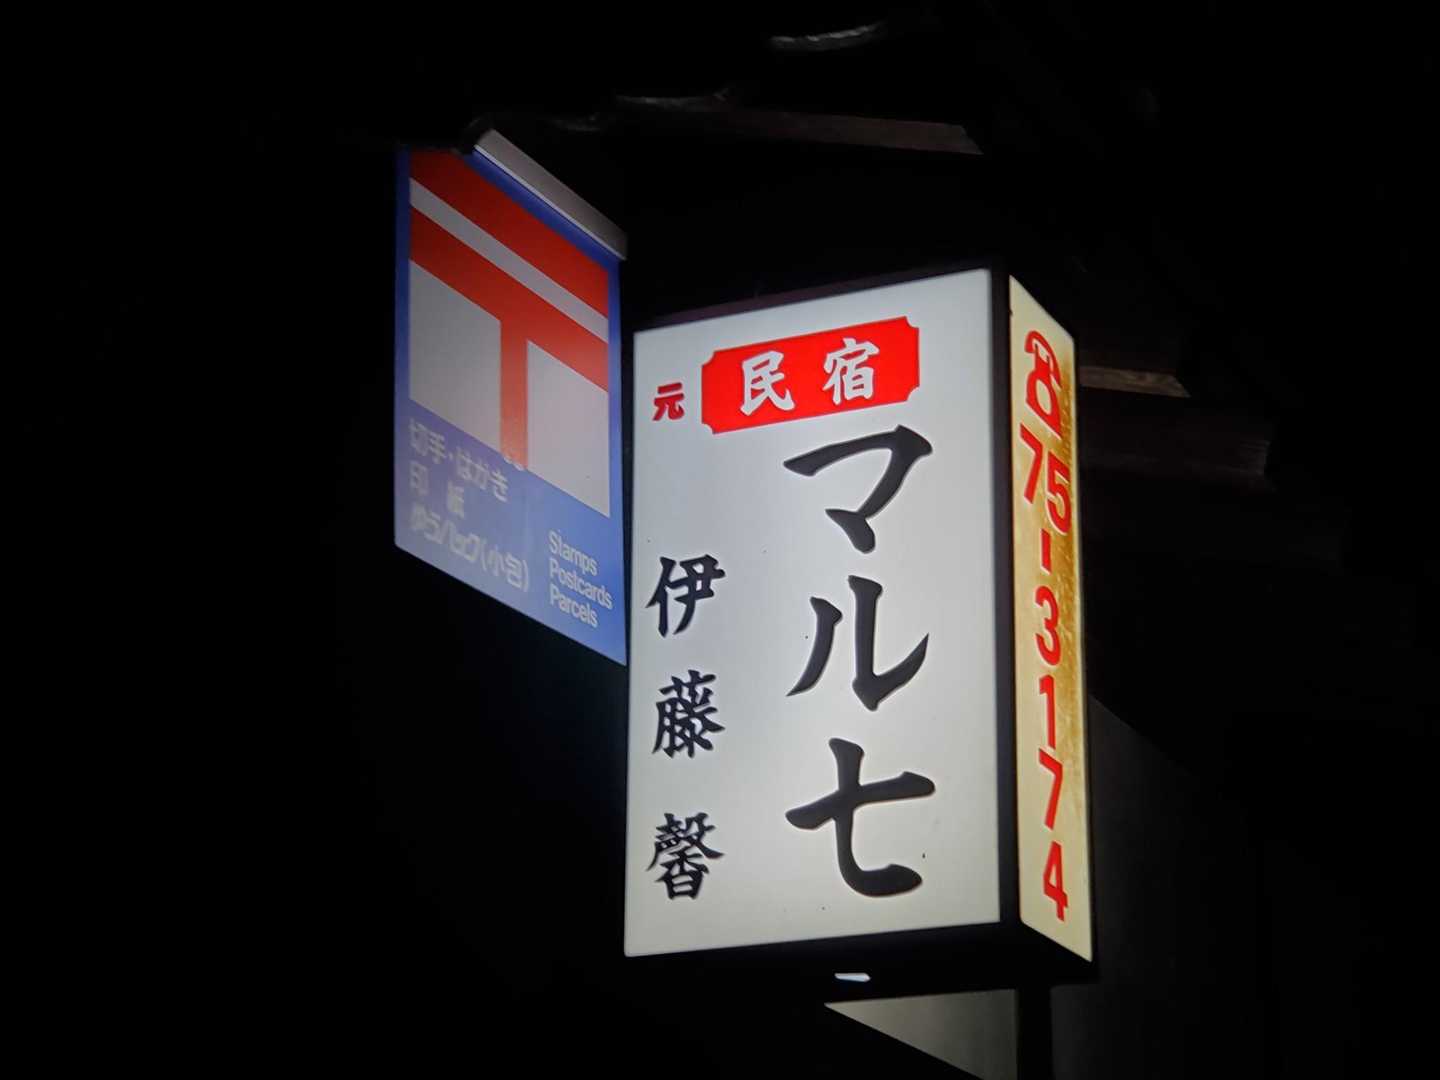 〒
切手・はがき
印 紙
ゆうパック(小包)
Stamps
Postcards
Parcels
元 民宿
マルセ
伊藤馨
☎75-3174